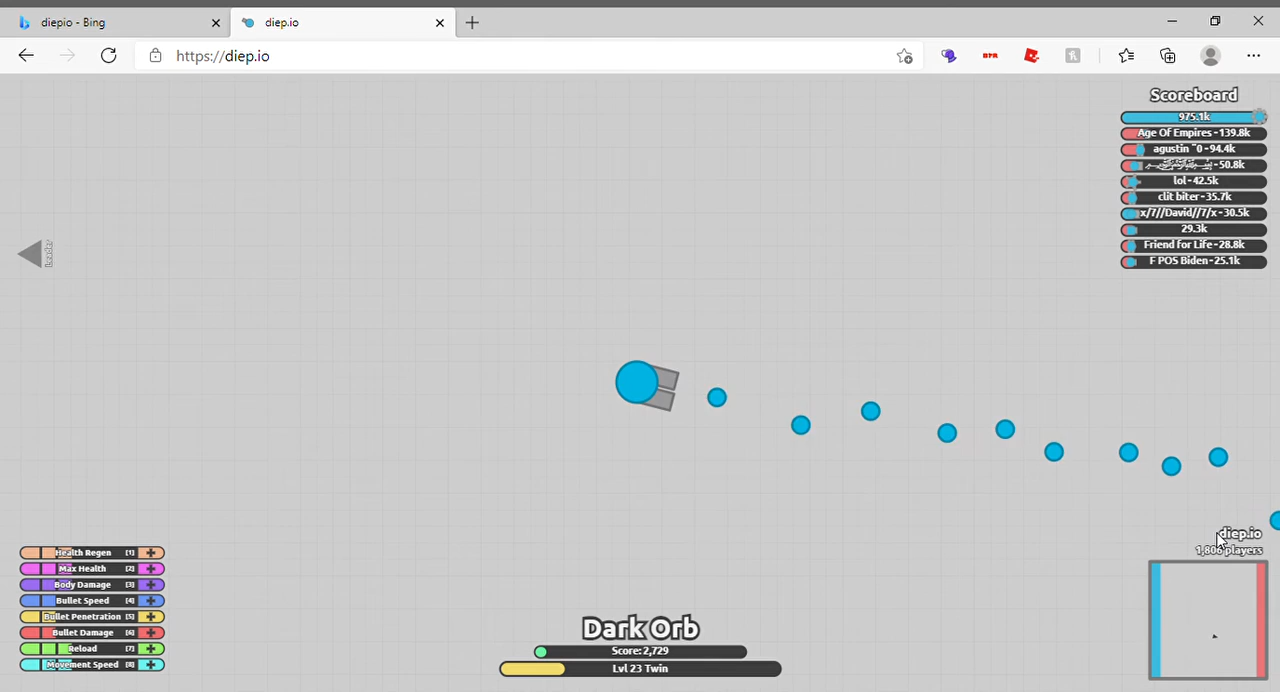 diepio - Bing
diep.io
https://diep.io
Scoreboard
975.1k
Age Of Empires - 139.8k
agustin ~0 - 94.4k
- 50.8k
lol - 42.5k
clit biter - 35.7k
x/7//David//7/x - 30.5k
29.3k
Friend for Life - 28.8k
F POS Biden - 25.1k
Leader
Health Regen [1]
Max Health [2]
Body Damage [3]
Bullet Speed [4]
Bullet Penetration [5]
Bullet Damage [6]
Reload [7]
Movement Speed [8]
Dark Orb
Score: 2,729
Lvl 23 Twin
diep.io
1,806 players